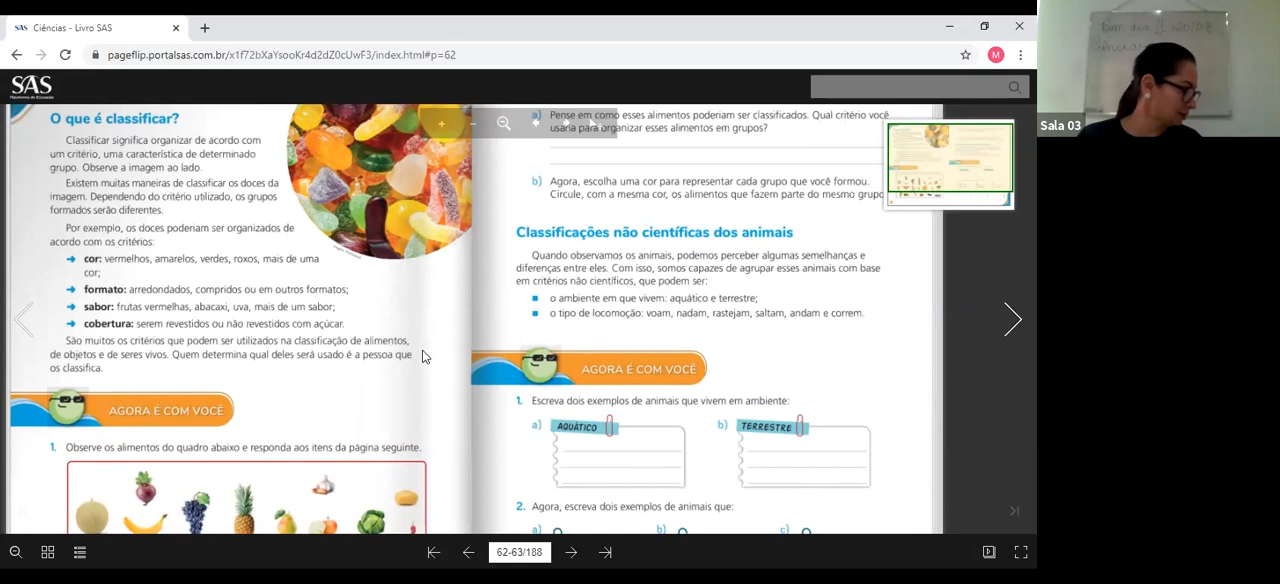 SAS Ciências - Livro SAS
pageflip.portalsas.com.br/x1f72bXaYsooKr4d2dZ0cUwF3/index.html#p=62
M
SAS
Plataforma de Educação
O que é classificar?
Classificar significa organizar de acordo com
um critério, uma característica de determinado
grupo. Observe a imagem ao lado.
Existem muitas maneiras de classificar os doces da
imagem. Dependendo do critério utilizado, os grupos
formados serão diferentes.
Por exemplo, os doces poderiam ser organizados de
acordo com os critérios:
cor: vermelhos, amarelos, verdes, roxos, mais de uma
cor;
formato: arredondados, compridos ou em outros formatos;
sabor: frutas vermelhas, abacaxi, uva, mais de um sabor;
cobertura: serem revestidos ou não revestidos com açúcar.
São muitos os critérios que podem ser utilizados na classificação de alimentos,
de objetos e de seres vivos. Quem determina qual deles será usado é a pessoa que
os classifica.
AGORA É COM VOCÊ
1. Observe os alimentos do quadro abaixo e responda aos itens da página seguinte.
a) Pense em como esses alimentos poderiam ser classificados. Qual critério você
usaria para organizar esses alimentos em grupos?
b) Agora, escolha uma cor para representar cada grupo que você formou.
Circule, com a mesma cor, os alimentos que fazem parte do mesmo grupo
Classificações não científicas dos animais
Quando observamos os animais, podemos perceber algumas semelhanças e
diferenças entre eles. Com isso, somos capazes de agrupar esses animais com base
em critérios não científicos, que podem ser:
o ambiente em que vivem: aquático e terrestre;
o tipo de locomoção: voam, nadam, rastejam, saltam, andam e correm.
AGORA É COM VOCÊ
1. Escreva dois exemplos de animais que vivem em ambiente:
a) AQUÁTICO b) TERRESTRE
2. Agora, escreva dois exemplos de animais que:
a) b) c)
62-63/188
Bom dia !! 20/08
Ciências
Sala 03